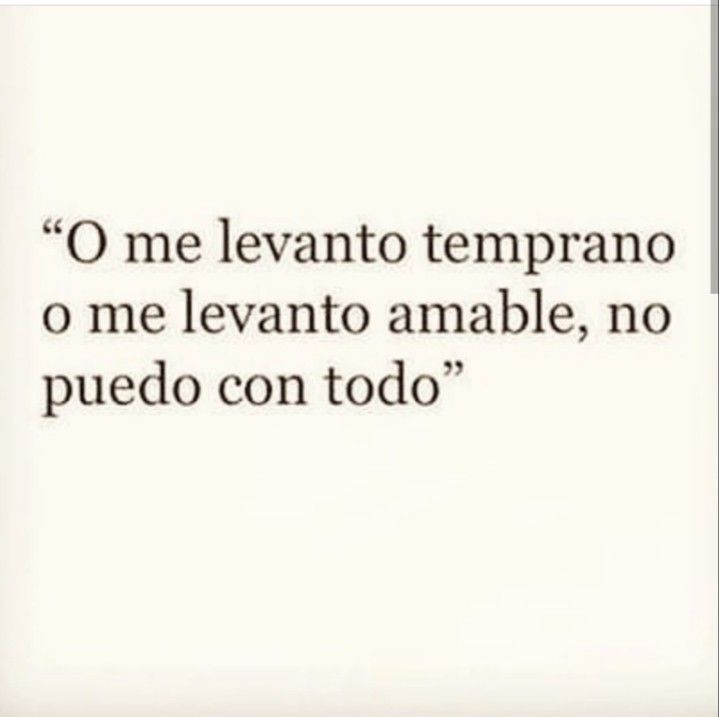 “O me levanto temprano
o me levanto amable, no
puedo con todo”